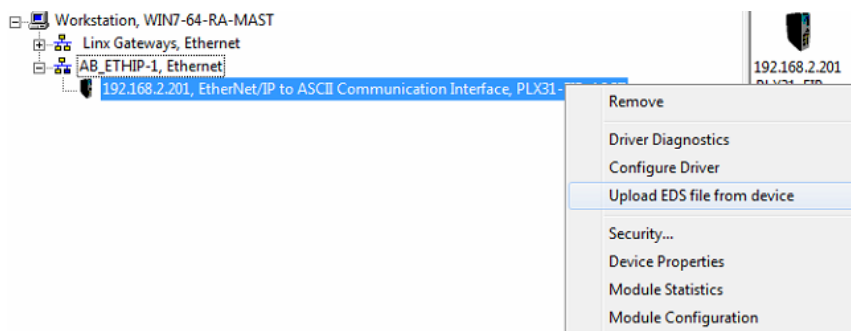 Workstation, WIN7-64-RA-MAST
Linx Gateways, Ethernet
AB_ETHIP-1, Ethernet
192.168.2.201, EtherNet/IP to ASCII Communication Interface, PLX31-
192.168.2.201
Remove
Driver Diagnostics
Configure Driver
Upload EDS file from device
Security...
Device Properties
Module Statistics
Module Configuration